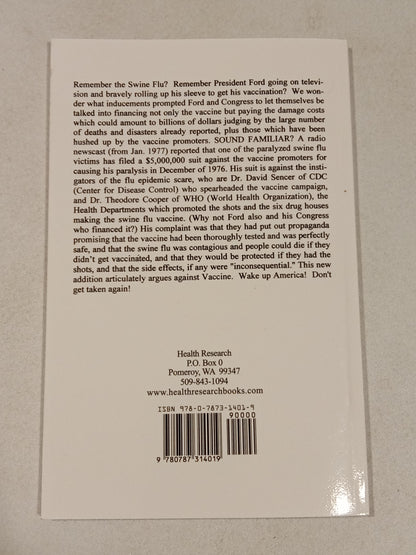 Remember the Swine Flu? Remember President Ford going on televi-
sion and bravely rolling up his sleeve to get his vaccination? We won-
der what inducements prompted Ford and Congress to let themselves be
talked into financing not only the vaccine but paying the damage costs
which could amount to billions of dollars judging by the large number
of deaths and disasters already reported, plus those which have been
hushed up by the vaccine promoters. SOUND FAMILIAR? A radio
newscast (from Jan. 1977) reported that one of the paralyzed swine flu
victims has filed a $5,000,000 suit against the vaccine promoters for
causing his paralysis in December of 1976. His suit is against the insti-
gators of the flu epidemic scare, who are Dr. David Sencer of CDC
(Center for Disease Control) who spearheaded the vaccine campaign,
and Dr. Theodore Cooper of WHO (World Health Organization), the
Health Departments which promoted the shots and the six drug houses
making the swine flu vaccine. (Why not Ford also and his Congress
who financed it?) His complaint was that they had put out propaganda
promising that the vaccine had been thoroughly tested and was perfectly
safe, and that the swine flu was contagious and people could die if they
didn't get vaccinated, and that they would be protected if they had the
shots, and that the side effects, if any were "inconsequential." This new
addition articulately argues against Vaccine. Wake up America! Don't
get taken again!
Health Research
P.O. Box 0
Pomeroy, WA 99347
509-843-1094
www.healthresearchbooks.com
ISBN 978-0-7873-1401-9
90000
9 780787 314019